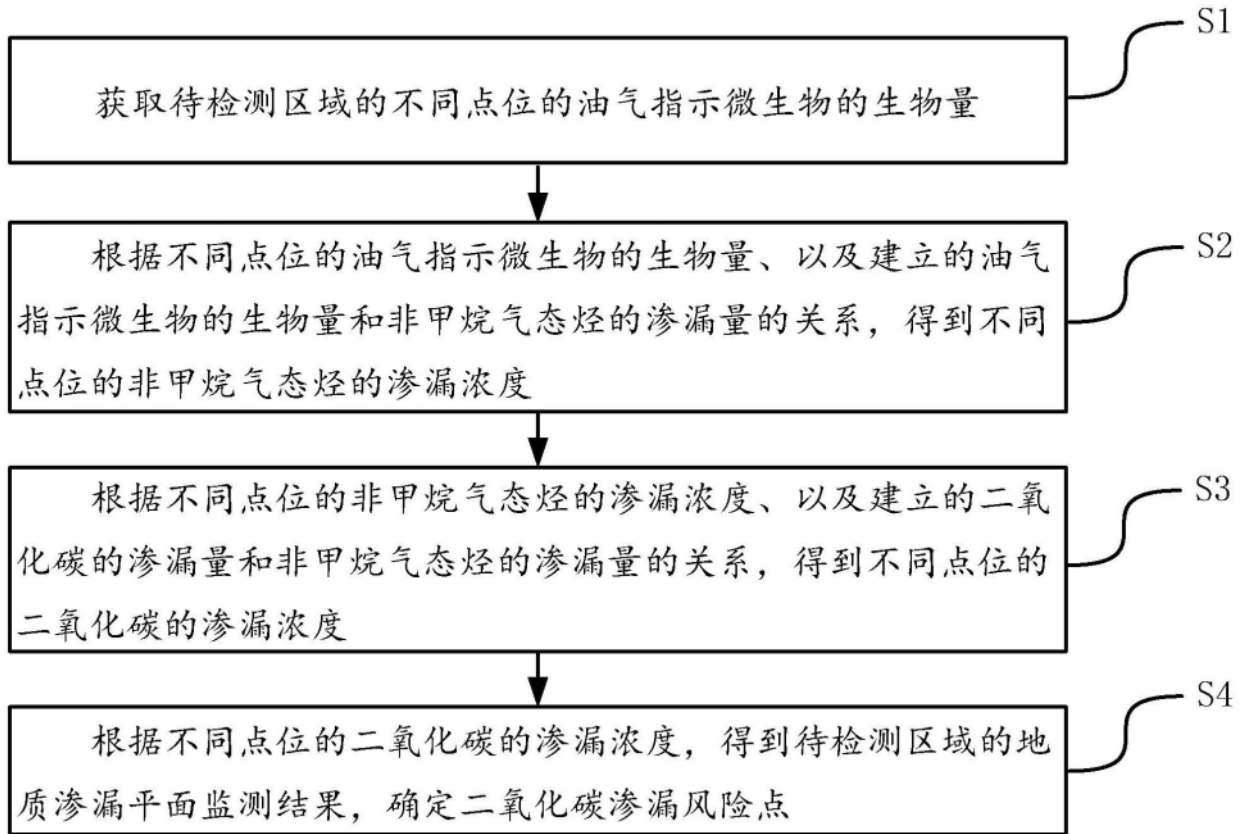 S1
获取待检测区域的不同点位的油气指示微生物的生物量
S2
根据不同点位的油气指示微生物的生物量、以及建立的油气
指示微生物的生物量和非甲烷气态烃的渗漏量的关系，得到不同
点位的非甲烷气态烃的渗漏浓度
S3
根据不同点位的非甲烷气态烃的渗漏浓度、以及建立的二氧
化碳的渗漏量和非甲烷气态烃的渗漏量的关系，得到不同点位的
二氧化碳的渗漏浓度
S4
根据不同点位的二氧化碳的渗漏浓度，得到待检测区域的地
质渗漏平面监测结果，确定二氧化碳渗漏风险点